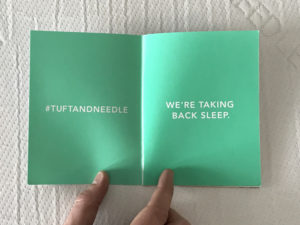 #TUFTANDNEEDLE
WE'RE TAKING
BACK SLEEP.